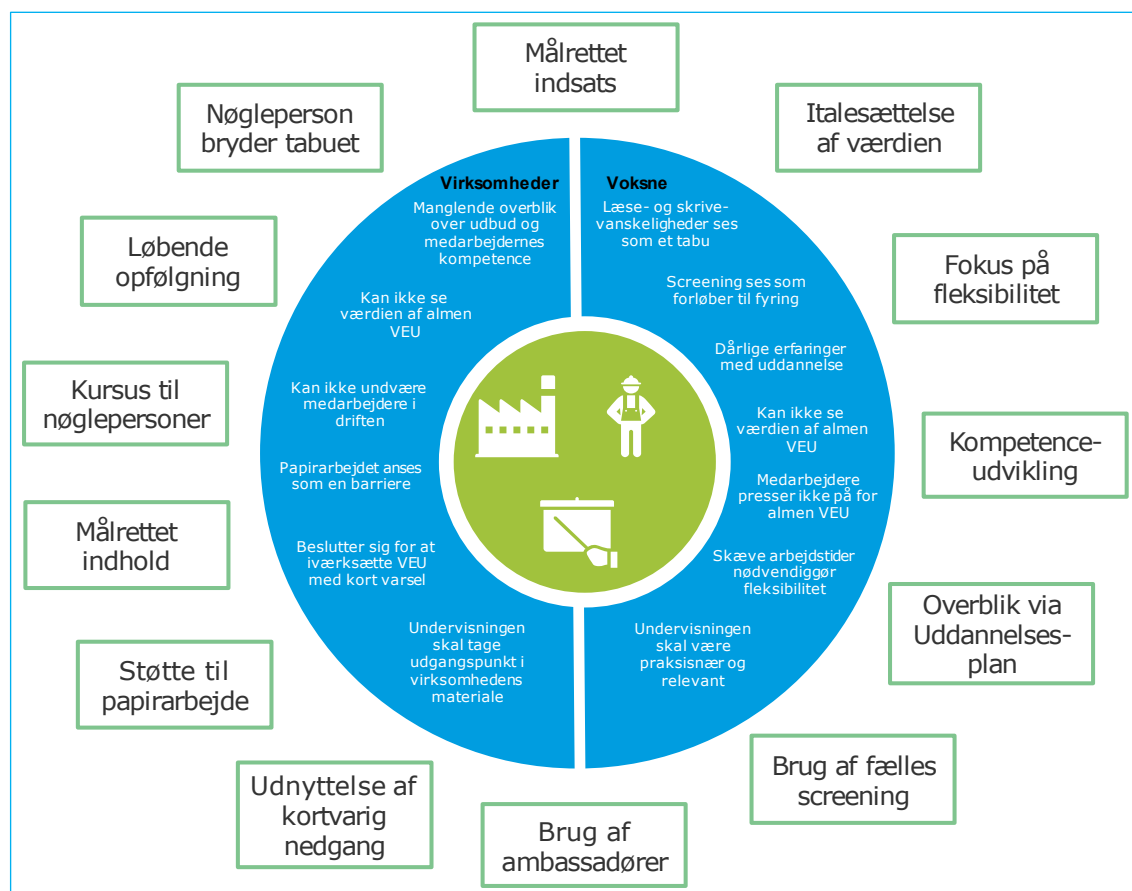 Målrettet
indsats
Nøgleperson
bryder tabuet
Italesættelse
af værdien
Løbende
opfølgning
Fokus på
fleksibilitet
Kursus til
nøglepersoner
Kompetence-
udvikling
Målrettet
indhold
Overblik via
Uddannelses-
plan
Støtte til
papirarbejde
Brug af fælles
screening
Udnyttelse af
kortvarig
nedgang
Brug af
ambassadører
Virksomheder
Manglende overblik
over udbud og
medarbejdernes
kompetence
Kan ikke se
værdien af almen
VEU
Kan ikke undvære
medarbejdere i
driften
Papirarbejdet anses
som en barriere
Beslutter sig for at
iværksætte VEU
med kort varsel
Undervisningen
skal tage
udgangspunkt i
virksomhedens
materiale
Voksne
Læse- og skrive-
vanskeligheder ses
som et tabu
Screening ses som
forløber til fyring
Dårlige erfaringer
med uddannelse
Kan ikke se
værdien af almen
VEU
Medarbejdere
presser ikke på for
almen VEU
Skæve arbejdstider
nødvendiggør
fleksibilitet
Undervisningen
skal være
praksisnær og
relevant